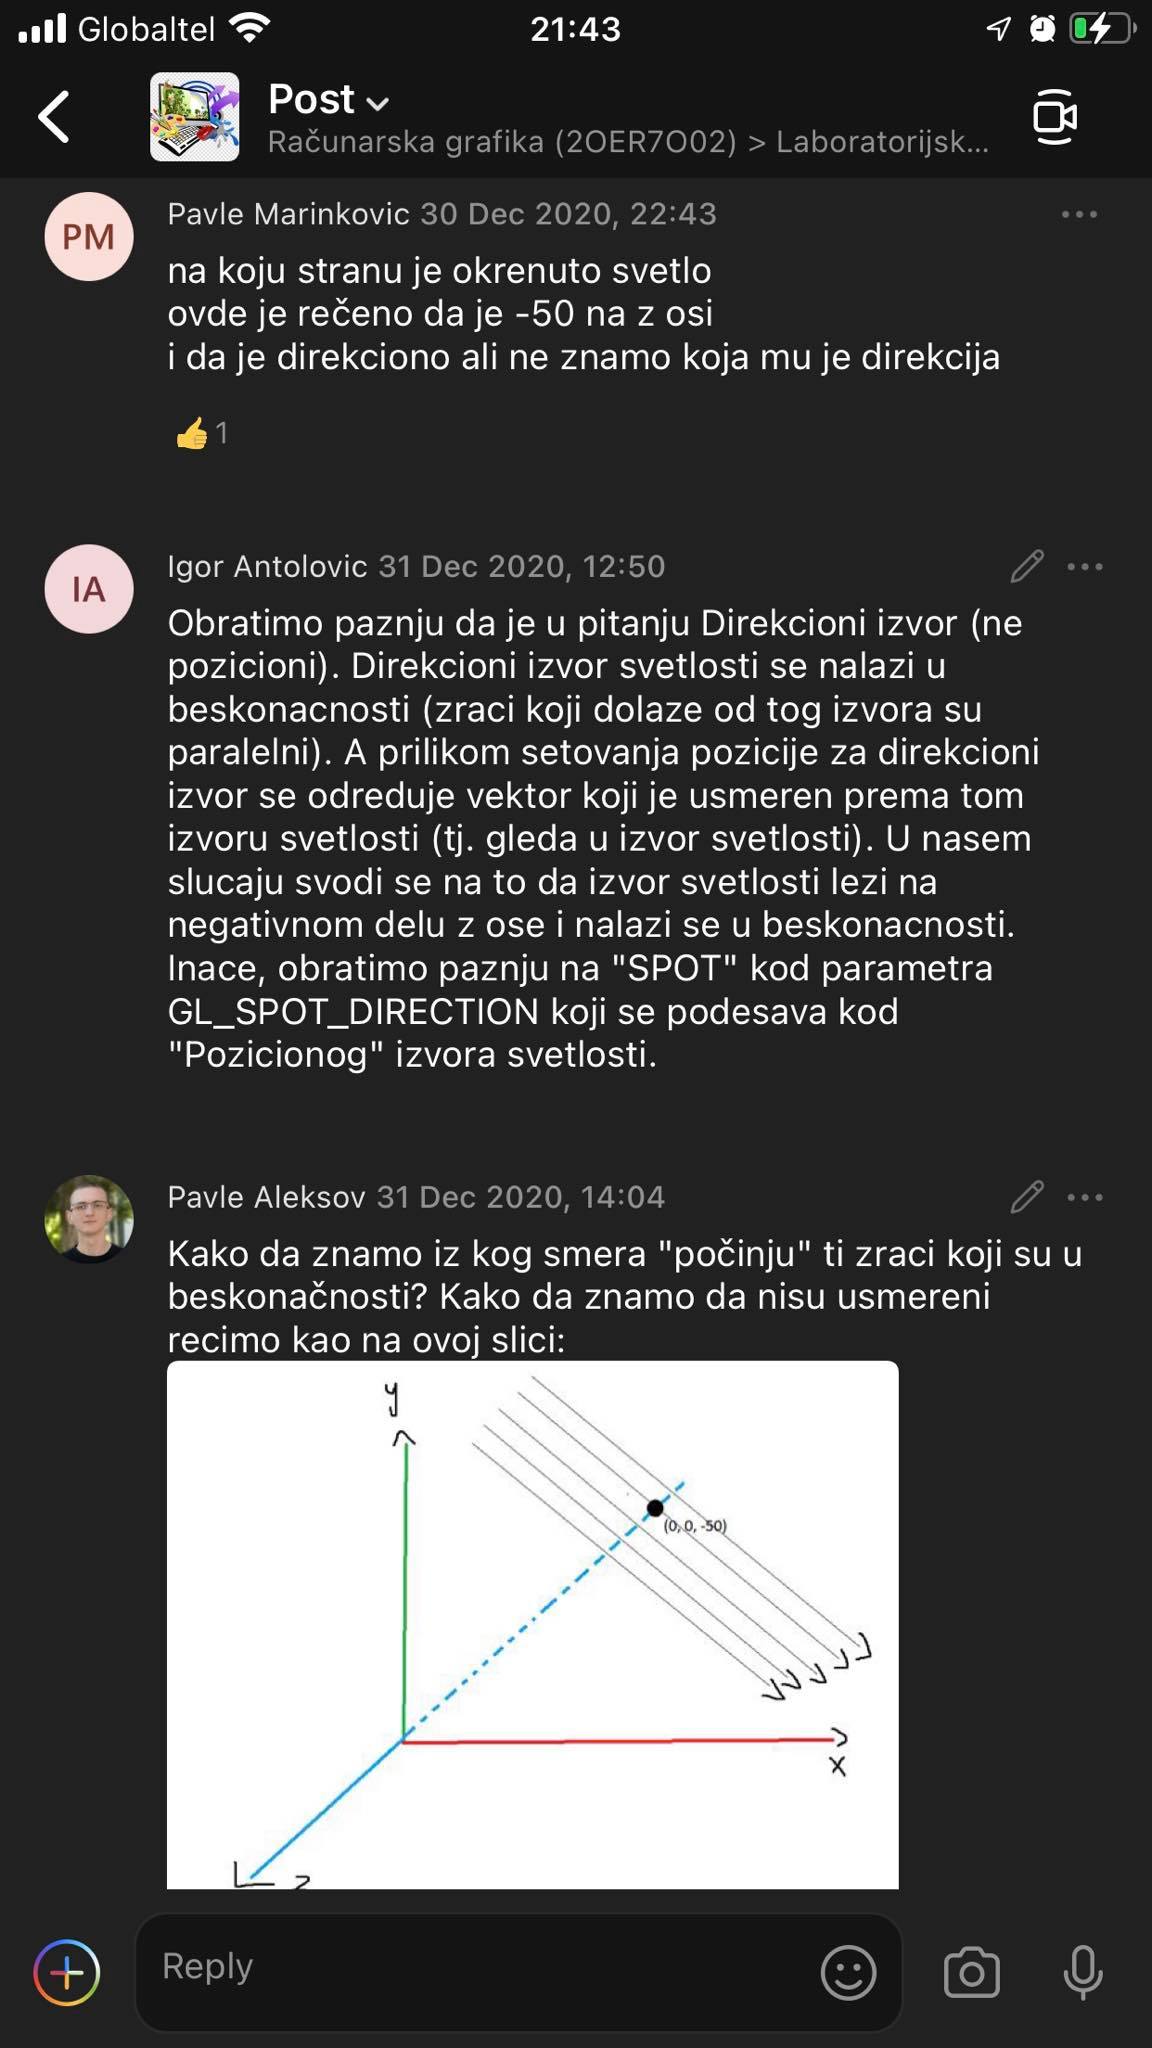 Globaltel 21:43
Post
Računarska grafika (2OER7O02) > Laboratorijsk...
PM
Pavle Marinkovic 30 Dec 2020, 22:43
na koju stranu je okrenuto svetlo
ovde je rečeno da je -50 na z osi
i da je direkciono ali ne znamo koja mu je direkcija
👍 1
IA
Igor Antolovic 31 Dec 2020, 12:50
Obratimo paznju da je u pitanju Direkcioni izvor (ne
pozicioni). Direkcioni izvor svetlosti se nalazi u
beskonacnosti (zraci koji dolaze od tog izvora su
paralelni). A prilikom setovanja pozicije za direkcioni
izvor se odreduje vektor koji je usmeren prema tom
izvoru svetlosti (tj. gleda u izvor svetlosti). U nasem
slucaju svodi se na to da izvor svetlosti lezi na
negativnom delu z ose i nalazi se u beskonacnosti.
Inace, obratimo paznju na "SPOT" kod parametra
GL_SPOT_DIRECTION koji se podesava kod
"Pozicionog" izvora svetlosti.
Pavle Aleksov 31 Dec 2020, 14:04
Kako da znamo iz kog smera "počinju" ti zraci koji su u
beskonačnosti? Kako da znamo da nisu usmereni
recimo kao na ovoj slici:
y
(0, 0, -50)
x
z
Reply